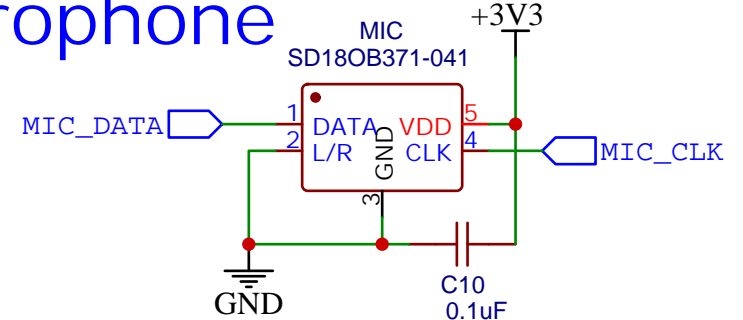 rophone
MIC
SD18OB371-041
+3V3
MIC_DATA
1
DATA
VDD
5
2
L/R
GND
CLK
4
MIC_CLK
3
GND
C10
0.1uF